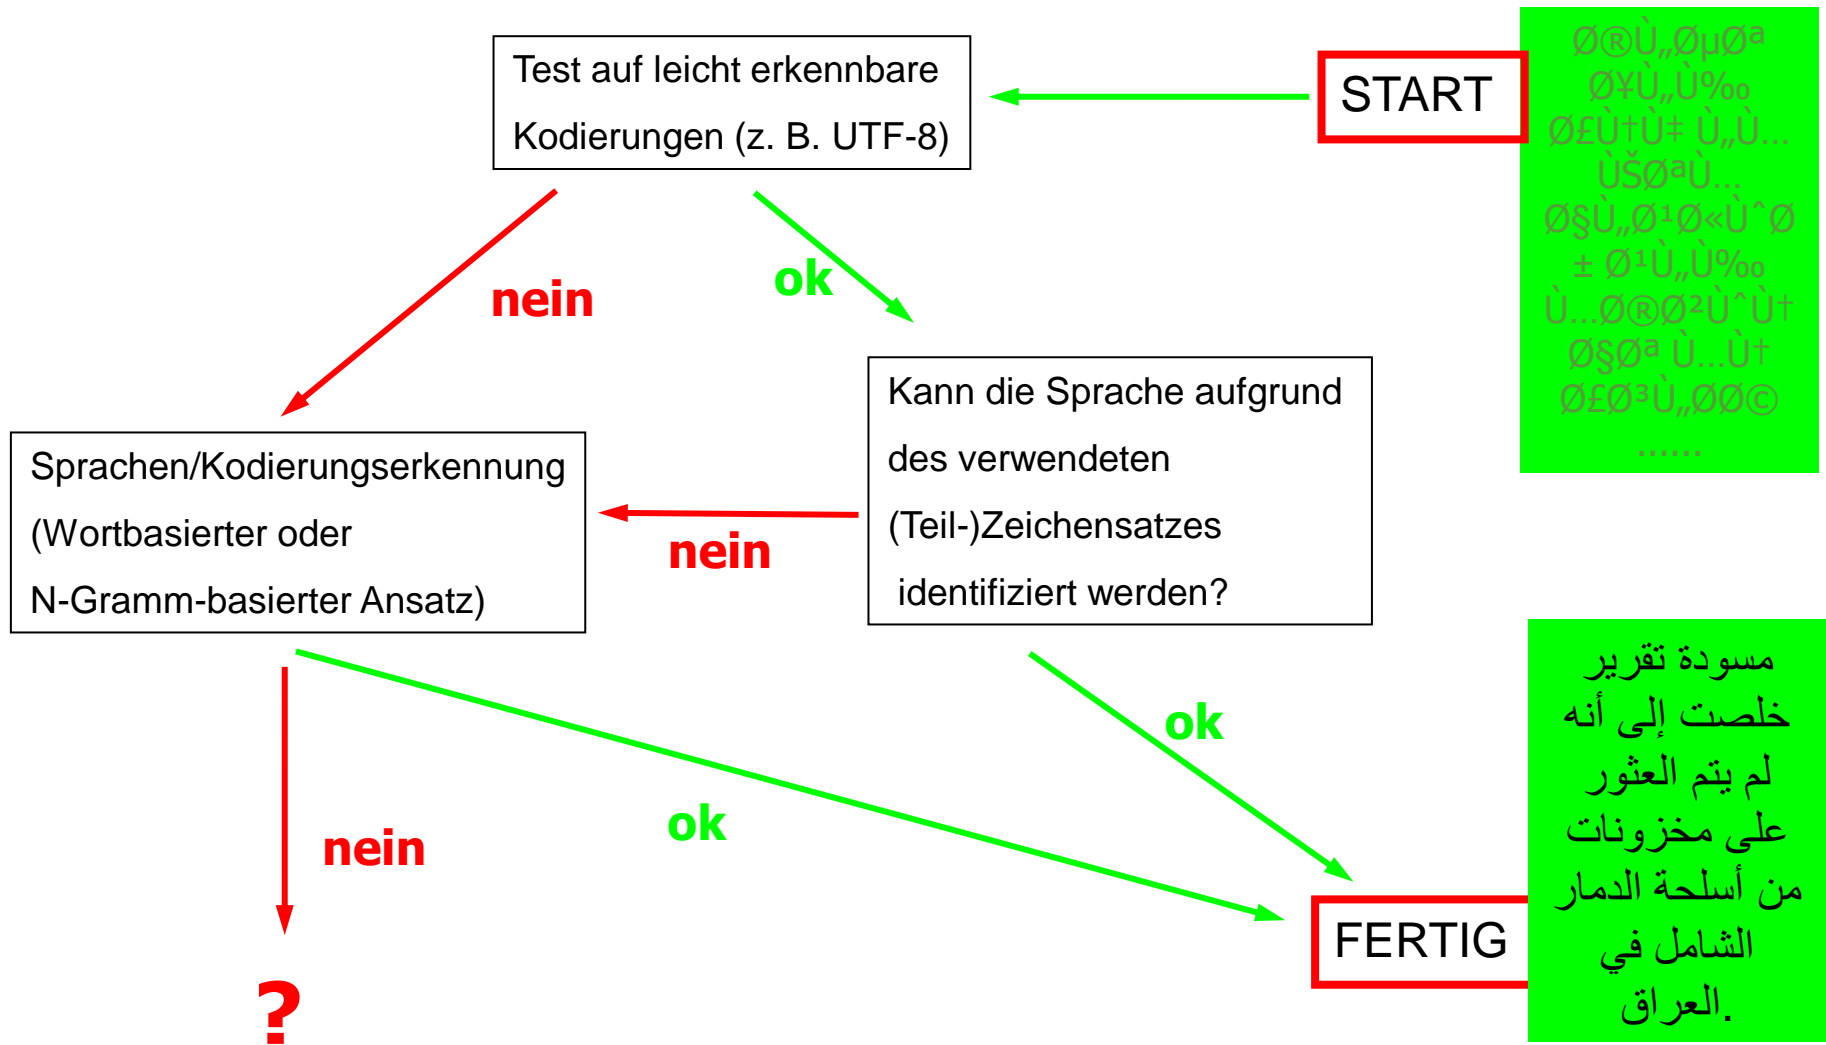 Test auf leicht erkennbare
Kodierungen (z. B. UTF-8)
START
Ø®Ù„ØµØª
Ø¥Ù„Ù‰
Ø£Ù†Ù‡ Ù„Ù…
ÙŠØªÙ…
Ø§Ù„Ø¹Ø«ÙˆØ
± Ø¹Ù„Ù‰
Ù…Ø®Ø²ÙˆÙ†
Ø§Øª Ù…Ù†
Ø£Ø³Ù„ØØ©
......
nein
ok
Kann die Sprache aufgrund
des verwendeten
(Teil-)Zeichensatzes
identifiziert werden?
Sprachen/Kodierungserkennung
(Wortbasierter oder
N-Gramm-basierter Ansatz)
nein
ok
ok
nein
?
FERTIG
مسودة تقرير
خلصت إلى أنه
لم يتم العثور
على مخزونات
من أسلحة الدمار
الشامل في
العراق.